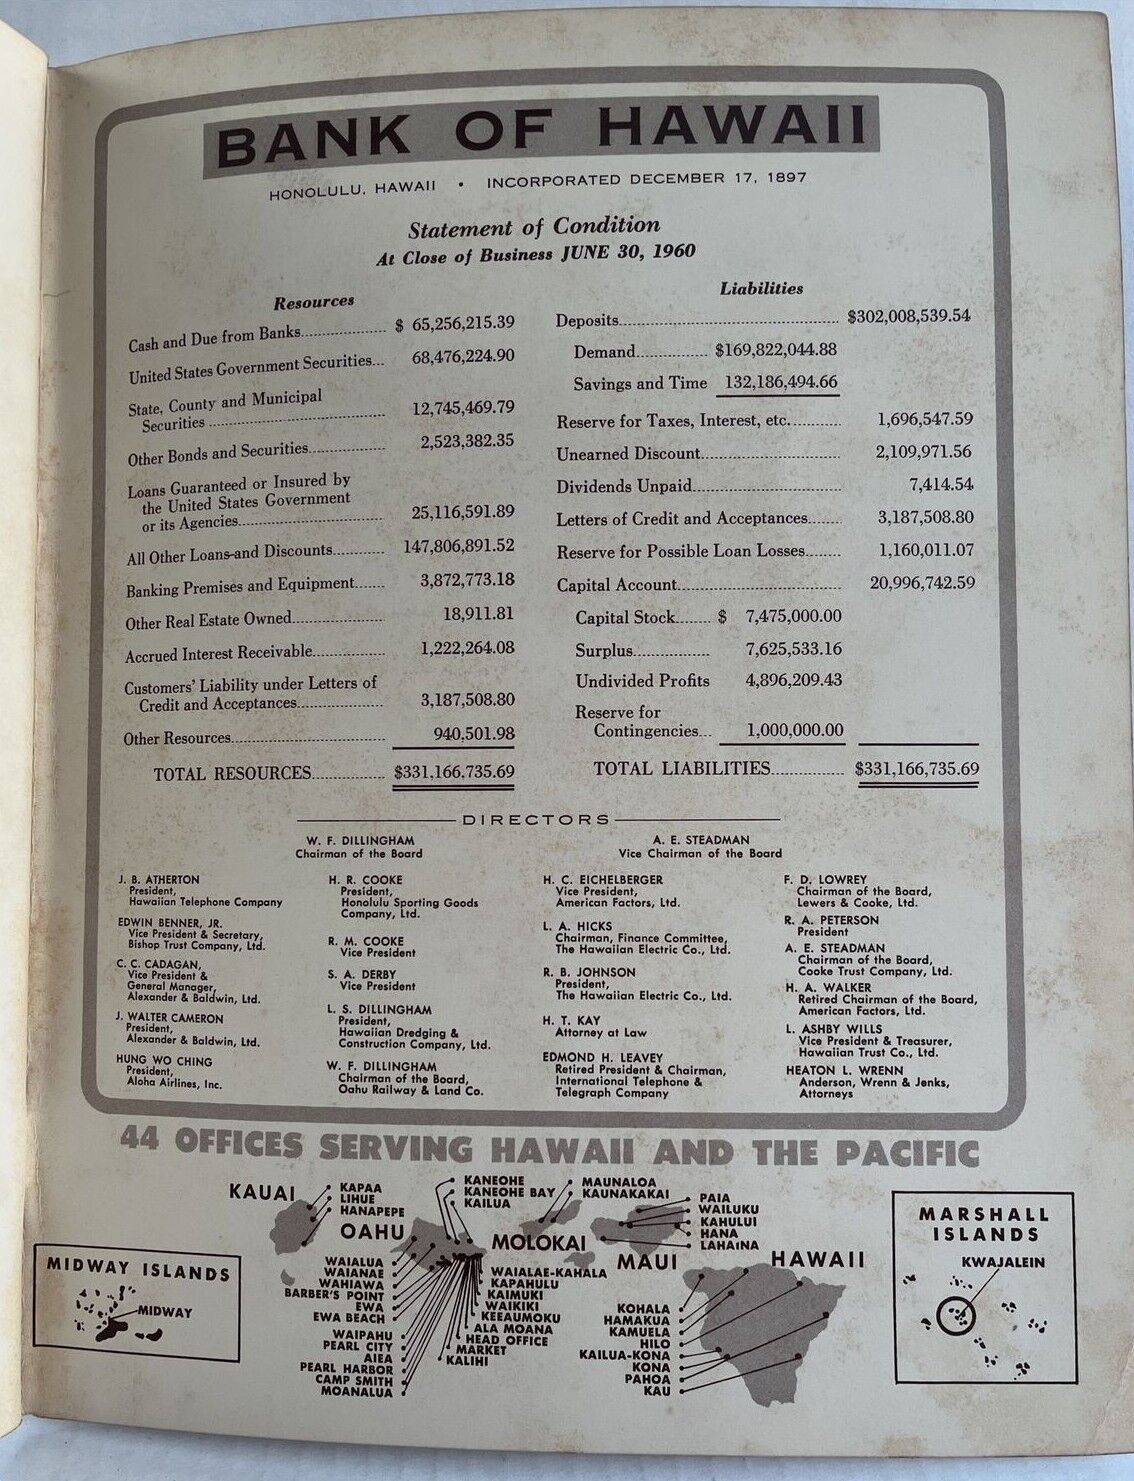 BANK OF HAWAII
HONOLULU, HAWAII • INCORPORATED DECEMBER 17, 1897
Statement of Condition
At Close of Business JUNE 30, 1960
Resources
Cash and Due from Banks.................... $ 65,256,215.39
United States Government Securities... 68,476,224.90
State, County and Municipal
Securities ........................................ 12,745,469.79
Other Bonds and Securities.................. 2,523,382.35
Loans Guaranteed or Insured by
the United States Government
or its Agencies................................... 25,116,591.89
All Other Loans and Discounts............ 147,806,891.52
Banking Premises and Equipment....... 3,872,773.18
Other Real Estate Owned...................... 18,911.81
Accrued Interest Receivable.................. 1,222,264.08
Customers' Liability under Letters of
Credit and Acceptances..................... 3,187,508.80
Other Resources..................................... 940,501.98
TOTAL RESOURCES................. $331,166,735.69
Liabilities
Deposits.................................................... $302,008,539.54
Demand................ $169,822,044.88
Savings and Time 132,186,494.66
Reserve for Taxes, Interest, etc............ 1,696,547.59
Unearned Discount................................. 2,109,971.56
Dividends Unpaid................................... 7,414.54
Letters of Credit and Acceptances....... 3,187,508.80
Reserve for Possible Loan Losses........ 1,160,011.07
Capital Account....................................... 20,996,742.59
Capital Stock........ $ 7,475,000.00
Surplus.................. 7,625,533.16
Undivided Profits 4,896,209.43
Reserve for
Contingencies... 1,000,000.00
TOTAL LIABILITIES................. $331,166,735.69
DIRECTORS
W. F. DILLINGHAM
Chairman of the Board
A. E. STEADMAN
Vice Chairman of the Board
J. B. ATHERTON
President,
Hawaiian Telephone Company
EDWIN BENNER, JR.
Vice President & Secretary,
Bishop Trust Company, Ltd.
C. C. CADAGAN,
Vice President &
General Manager,
Alexander & Baldwin, Ltd.
J. WALTER CAMERON
President,
Alexander & Baldwin, Ltd.
HUNG WO CHING
President,
Aloha Airlines, Inc.
H. R. COOKE
President,
Honolulu Sporting Goods
Company, Ltd.
R. M. COOKE
Vice President
S. A. DERBY
Vice President
L. S. DILLINGHAM
President,
Hawaiian Dredging &
Construction Company, Ltd.
W. F. DILLINGHAM
Chairman of the Board,
Oahu Railway & Land Co.
H. C. EICHELBERGER
Vice President,
American Factors, Ltd.
L. A. HICKS
Chairman, Finance Committee,
The Hawaiian Electric Co., Ltd.
R. B. JOHNSON
President,
The Hawaiian Electric Co., Ltd.
H. T. KAY
Attorney at Law
EDMOND H. LEAVEY
Retired President & Chairman,
International Telephone &
Telegraph Company
F. D. LOWREY
Chairman of the Board,
Lewers & Cooke, Ltd.
R. A. PETERSON
President
A. E. STEADMAN
Chairman of the Board,
Cooke Trust Company, Ltd.
H. A. WALKER
Retired Chairman of the Board,
American Factors, Ltd.
L. ASHBY WILLS
Vice President & Treasurer,
Hawaiian Trust Co., Ltd.
HEATON L. WRENN
Anderson, Wrenn & Jenks,
Attorneys
44 OFFICES SERVING HAWAII AND THE PACIFIC
MIDWAY ISLANDS
MIDWAY
KAUAI
KAPAA
LIHUE
HANAPEPE
OAHU
KANEOHE
KANEOHE BAY
KAILUA
WAIALUA
WAIANAE
WAHIAWA
BARBER'S POINT
EWA
EWA BEACH
WAIPAHU
PEARL CITY
AIEA
PEARL HARBOR
CAMP SMITH
MOANALUA
WAIALAE-KAHALA
KAPAHULU
KAIMUKI
WAIKIKI
KEEAUMOKU
ALA MOANA
HEAD OFFICE
MARKET
KALIHI
MOLOKAI
MAUNALOA
KAUNAKAKAI
MAUI
PAIA
WAILUKU
KAHULUI
HANA
LAHAINA
HAWAII
KOHALA
HAMAKUA
KAMUELA
HILO
KAILUA-KONA
KONA
PAHOA
KAU
MARSHALL
ISLANDS
KWAJALEIN